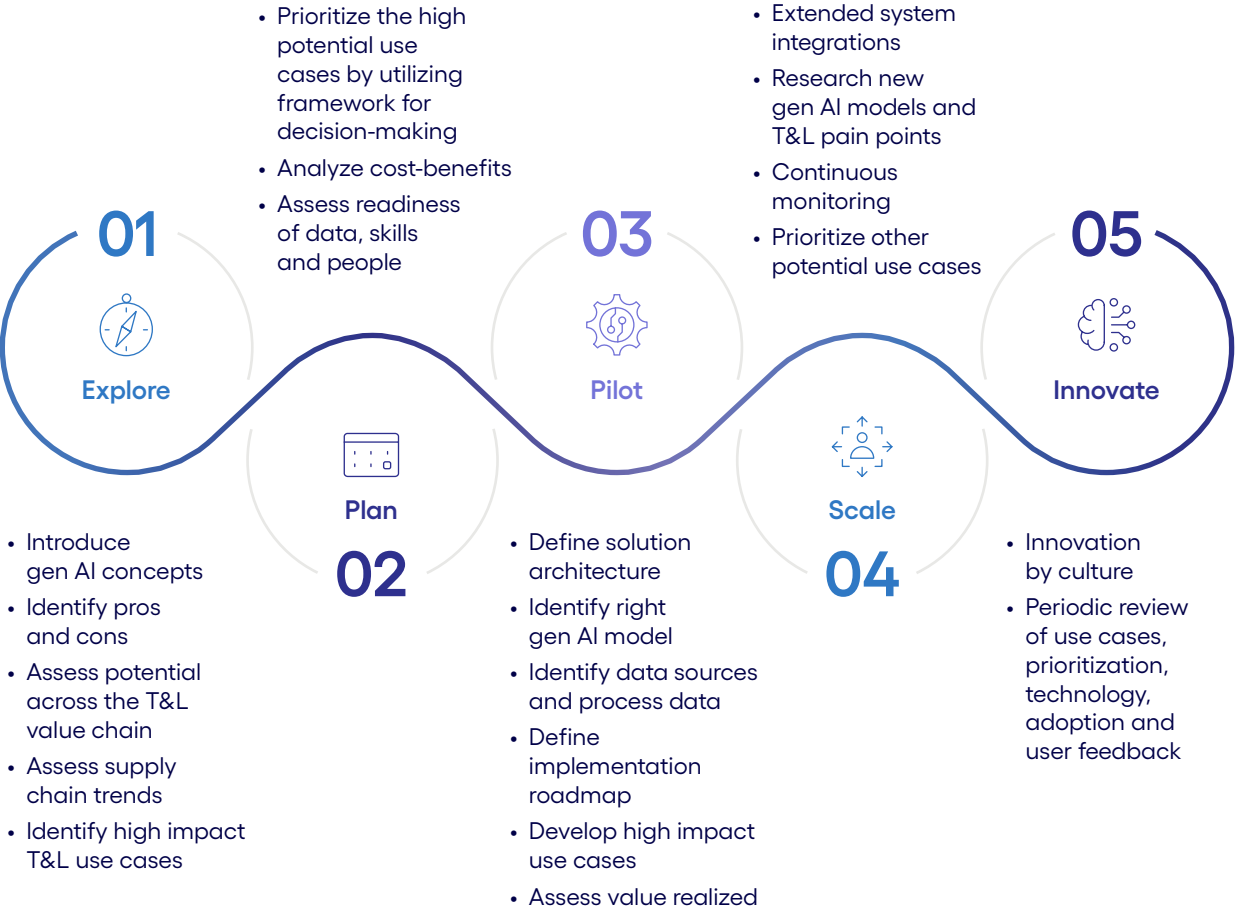 01
Explore
• Introduce
gen AI concepts
• Identify pros
and cons
• Assess potential
across the T&L
value chain
• Assess supply
chain trends
• Identify high impact
T&L use cases
• Prioritize the high
potential use
cases by utilizing
framework for
decision-making
• Analyze cost-benefits
• Assess readiness
of data, skills
and people
Plan
02
03
Pilot
• Define solution
architecture
• Identify right
gen AI model
• Identify data sources
and process data
• Define
implementation
roadmap
• Develop high impact
use cases
• Assess value realized
• Extended system
integrations
• Research new
gen AI models and
T&L pain points
• Continuous
monitoring
• Prioritize other
potential use cases
Scale
04
05
Innovate
• Innovation
by culture
• Periodic review
of use cases,
prioritization,
technology,
adoption and
user feedback